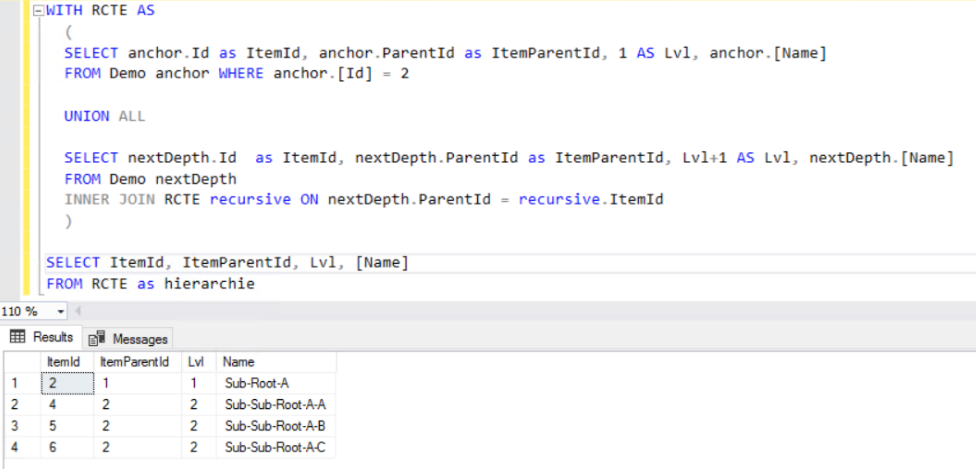 WITH RCTE AS
(
SELECT anchor.Id as ItemId, anchor.ParentId as ItemParentId, 1 AS Lvl, anchor.[Name]
FROM Demo anchor WHERE anchor.[Id] = 2
UNION ALL
SELECT nextDepth.Id  as ItemId, nextDepth.ParentId as ItemParentId, Lvl+1 AS Lvl, nextDepth.[Name]
FROM Demo nextDepth
INNER JOIN RCTE recursive ON nextDepth.ParentId = recursive.ItemId
)
SELECT ItemId, ItemParentId, Lvl, [Name]
FROM RCTE as hierarchie
110 %
Results Messages
ItemId ItemParentId Lvl Name
1 2 1 1 Sub-Root-A
2 4 2 2 Sub-Sub-Root-A-A
3 5 2 2 Sub-Sub-Root-A-B
4 6 2 2 Sub-Sub-Root-A-C